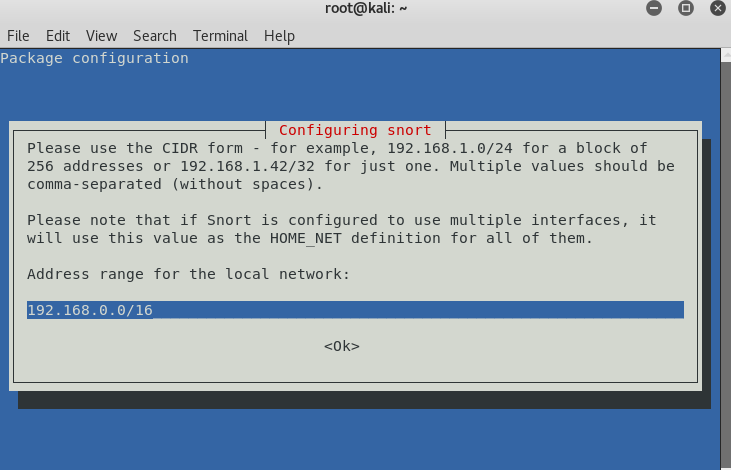 root@kali: ~
File Edit View Search Terminal Help
Package configuration
Configuring snort
Please use the CIDR form - for example, 192.168.1.0/24 for a block of
256 addresses or 192.168.1.42/32 for just one. Multiple values should be
comma-separated (without spaces).
Please note that if Snort is configured to use multiple interfaces, it
will use this value as the HOME_NET definition for all of them.
Address range for the local network:
192.168.0.0/16
<Ok>